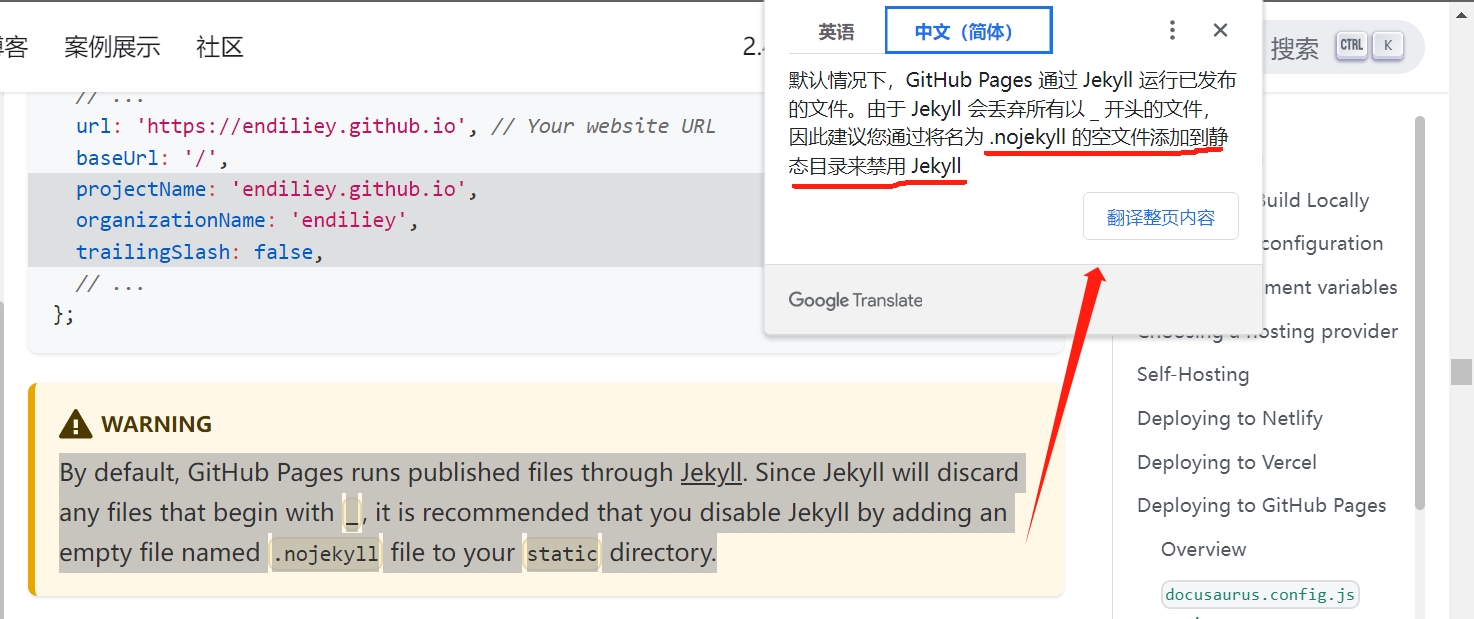 客 案例展示 社区
2.
搜索 CTRL K
// ...
url: 'https://endiliey.github.io', // Your website URL
baseUrl: '/',
projectName: 'endiliey.github.io',
organizationName: 'endiliey',
trailingSlash: false,
// ...
};
英语 中文（简体）
默认情况下，GitHub Pages 通过 Jekyll 运行已发布
的文件。由于 Jekyll 会丢弃所有以 _ 开头的文件，
因此建议您通过将名为 .nojekyll 的空文件添加到静
态目录来禁用 Jekyll
翻译整页内容
Google Translate
WARNING
By default, GitHub Pages runs published files through Jekyll. Since Jekyll will discard
any files that begin with _, it is recommended that you disable Jekyll by adding an
empty file named .nojekyll file to your static directory.
Build Locally
configuration
ment variables
Choosing a hosting provider
Self-Hosting
Deploying to Netlify
Deploying to Vercel
Deploying to GitHub Pages
Overview
docusaurus.config.js